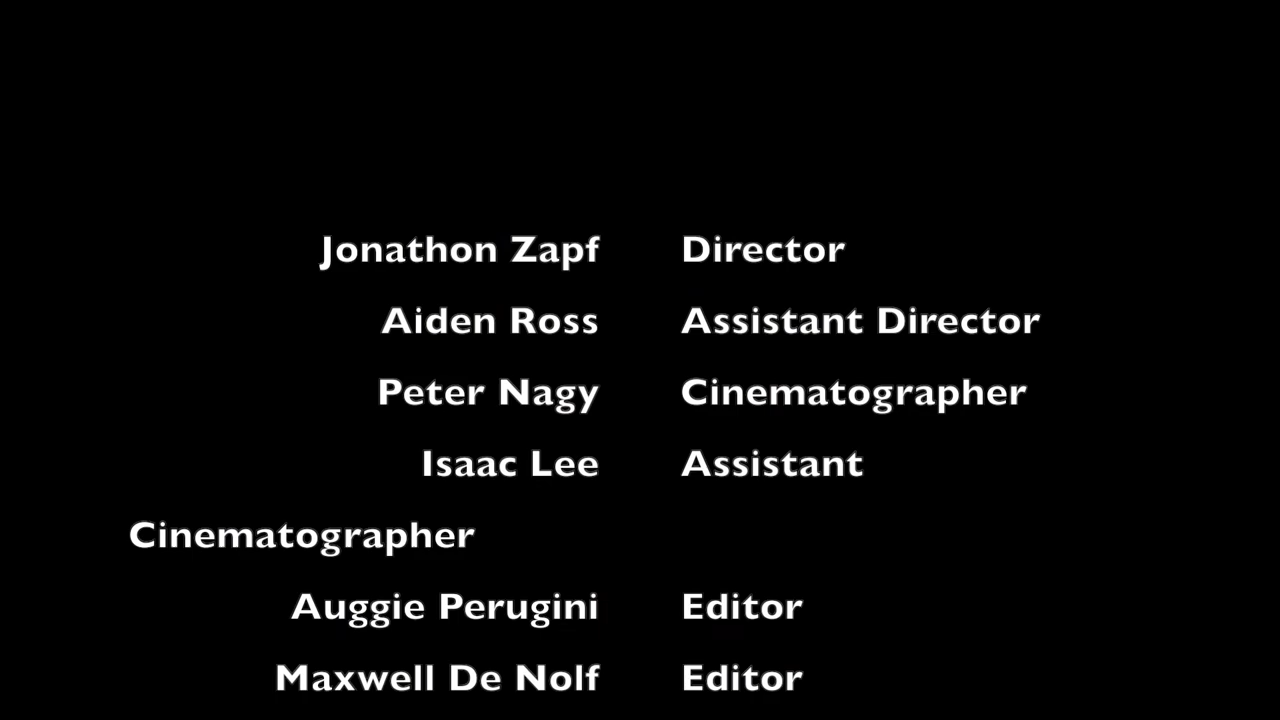 Jonathon Zapf Director
Aiden Ross Assistant Director
Peter Nagy Cinematographer
Isaac Lee Assistant
Cinematographer
Auggie Perugini Editor
Maxwell De Nolf Editor